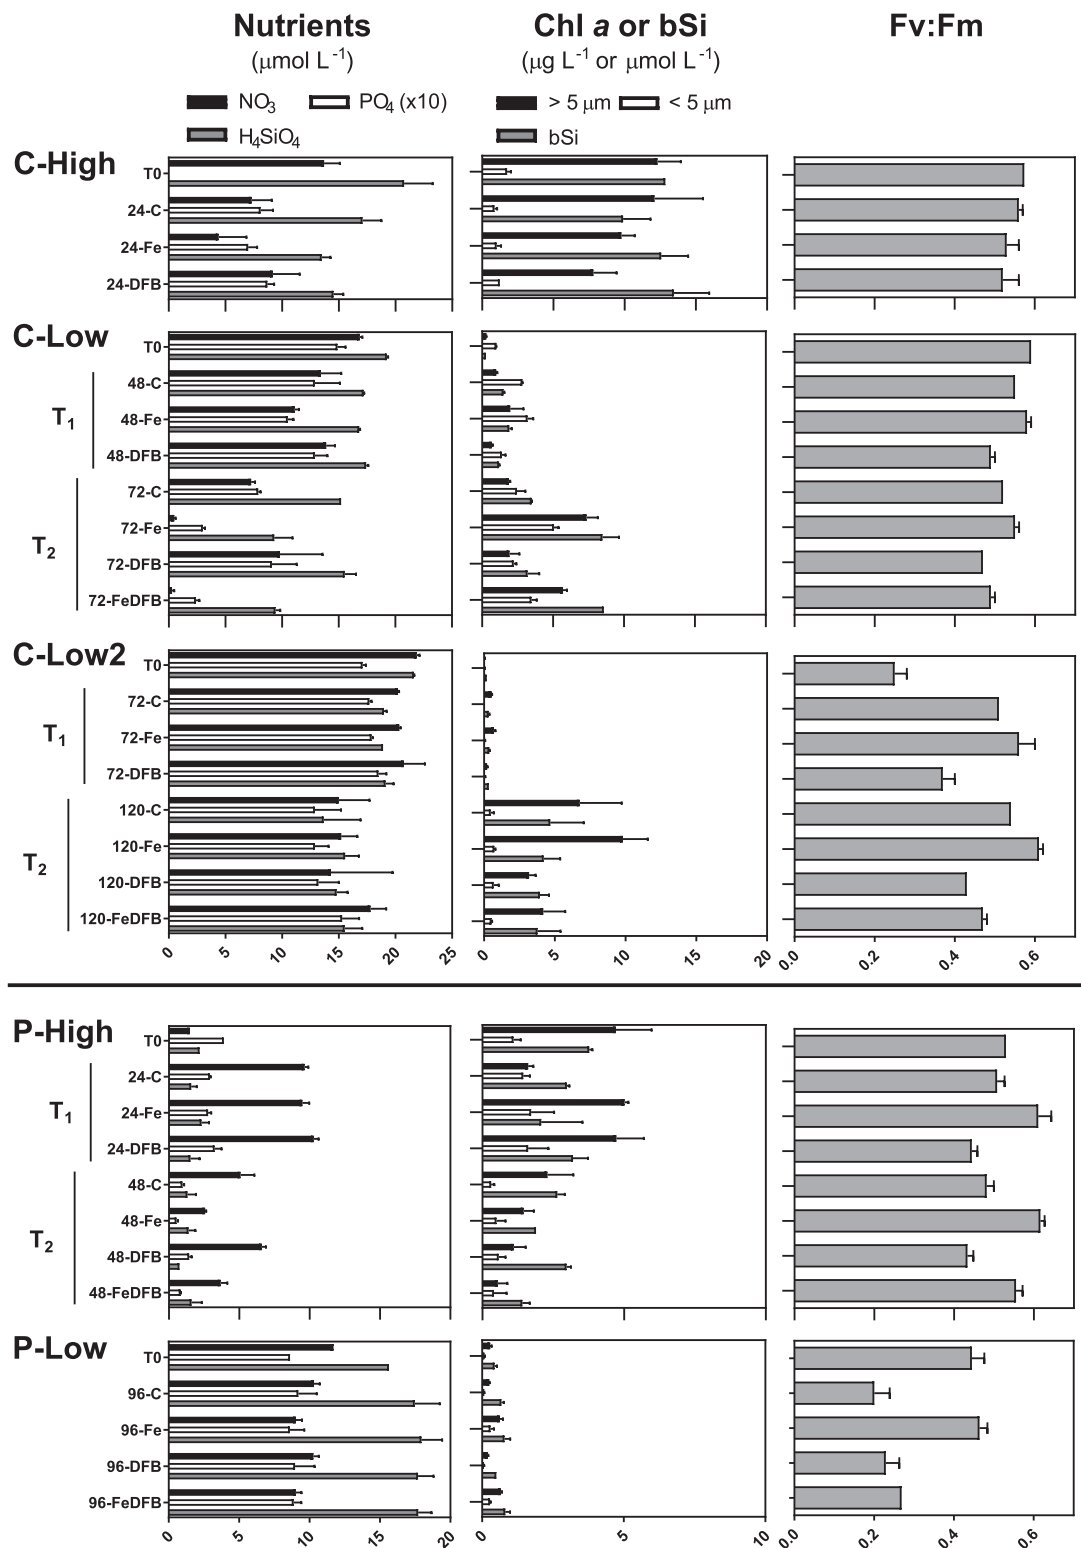 Nutrients Chl a or bSi Fv:Fm
(μmol L⁻¹) (μg L⁻¹ or μmol L⁻¹)
NO₃ PO₄ (x10) > 5 μm < 5 μm
H₄SiO₄ bSi
C-High
T0
24-C
24-Fe
24-DFB
C-Low
T0
T₁
48-C
48-Fe
48-DFB
T₂
72-C
72-Fe
72-DFB
72-FeDFB
C-Low2
T0
T₁
72-C
72-Fe
72-DFB
T₂
120-C
120-Fe
120-DFB
120-FeDFB
0 5 10 15 20 25 0 5 10 15 20 0.0 0.2 0.4 0.6
P-High
T0
T₁
24-C
24-Fe
24-DFB
T₂
48-C
48-Fe
48-DFB
48-FeDFB
P-Low
T0
96-C
96-Fe
96-DFB
96-FeDFB
0 5 10 15 20 0 5 10 0.0 0.2 0.4 0.6